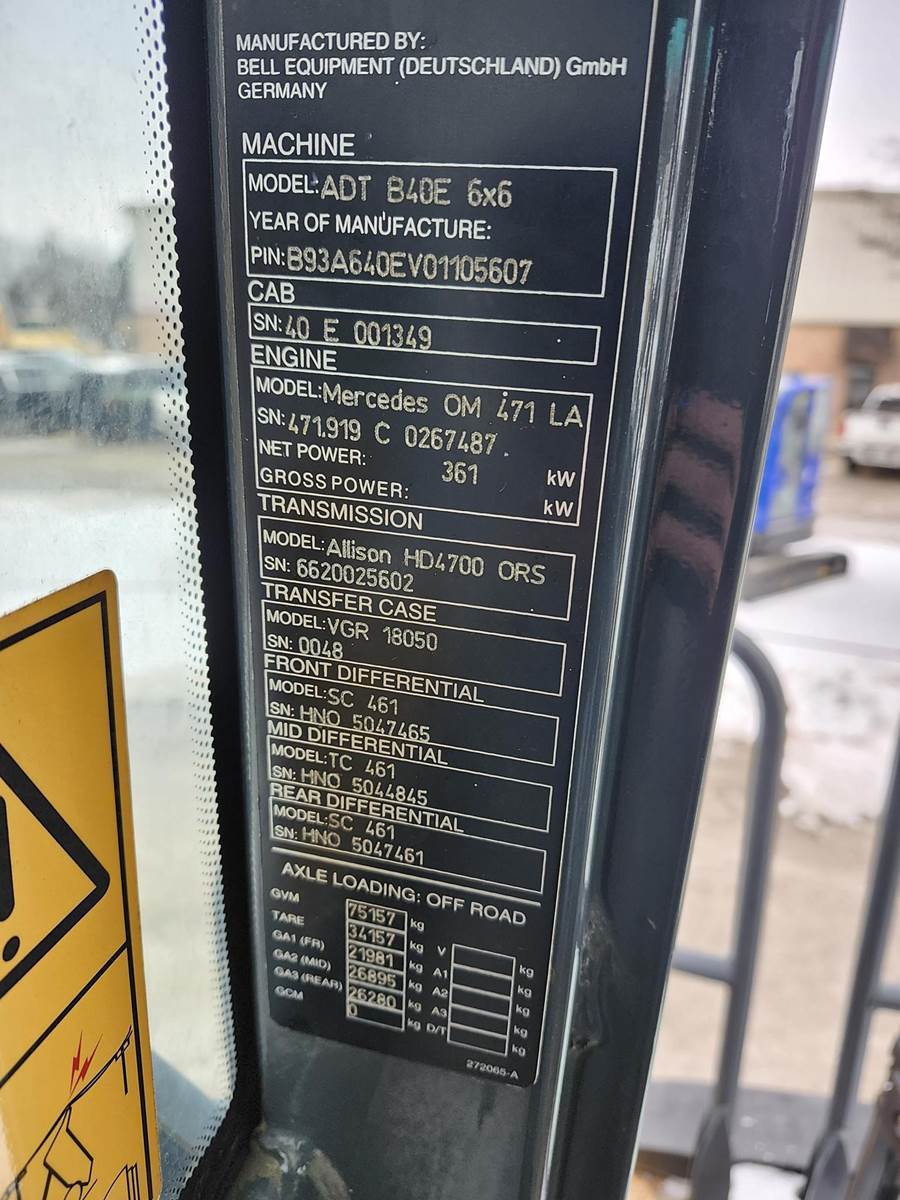 MANUFACTURED BY:
BELL EQUIPMENT (DEUTSCHLAND) GmbH
GERMANY
MACHINE
MODEL: ADT B40E 6x6
YEAR OF MANUFACTURE:
PIN: B93A640EV01105607
CAB
SN: 40 E 001349
ENGINE
MODEL: Mercedes OM 471 LA
SN: 471.919 C 0267487
NET POWER: 361 kW
GROSS POWER: kW
TRANSMISSION
MODEL: Allison HD4700 ORS
SN: 6620025602
TRANSFER CASE
MODEL: VGR 18050
SN: 0048
FRONT DIFFERENTIAL
MODEL: SC 461
SN: HNO 5047465
MID DIFFERENTIAL
MODEL: TC 461
SN: HNO 5044845
REAR DIFFERENTIAL
MODEL: SC 461
SN: HNO 5047461
AXLE LOADING: OFF ROAD
GVM 75157 kg V kg
TARE 34157 kg A1 kg
GA1 (FR) 21981 kg A2 kg
GA2 (MID) 26895 kg A3 kg
GA3 (REAR) 26280 kg D/T kg
GCM 0 kg
272065-A